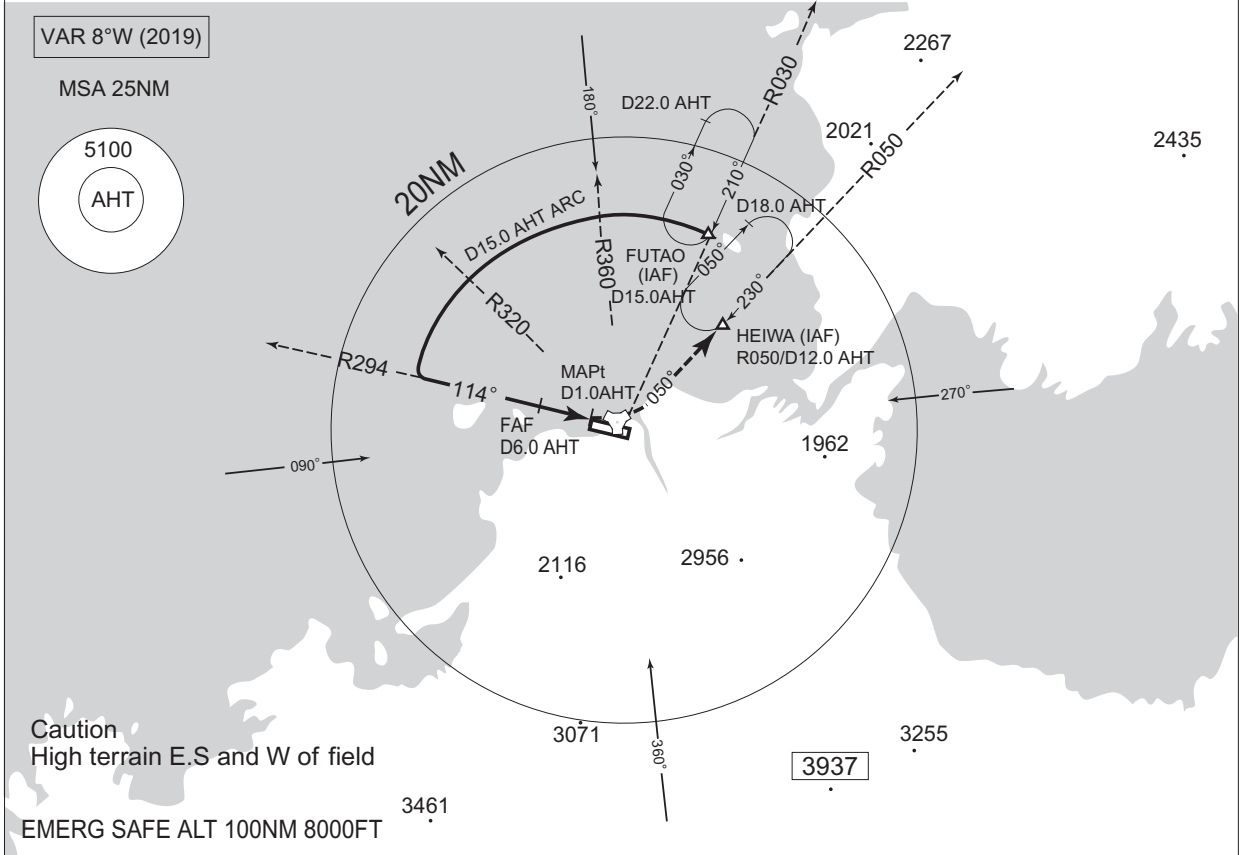 VAR 8°W (2019)
MSA 25NM
5100
AHT
20NM
180°
D22.0 AHT
R030
2267
2021
R050
2435
030°
210°
D18.0 AHT
D15.0 AHT ARC
R360
FUTAO
(IAF)
D15.0AHT
050°
230°
R320
HEIWA (IAF)
R050/D12.0 AHT
R294
114°
MAPt
D1.0AHT
050°
270°
FAF
D6.0 AHT
1962
090°
2116
2956
3071
360°
3255
3937
Caution
High terrain E.S and W of field
3461
EMERG SAFE ALT 100NM 8000FT